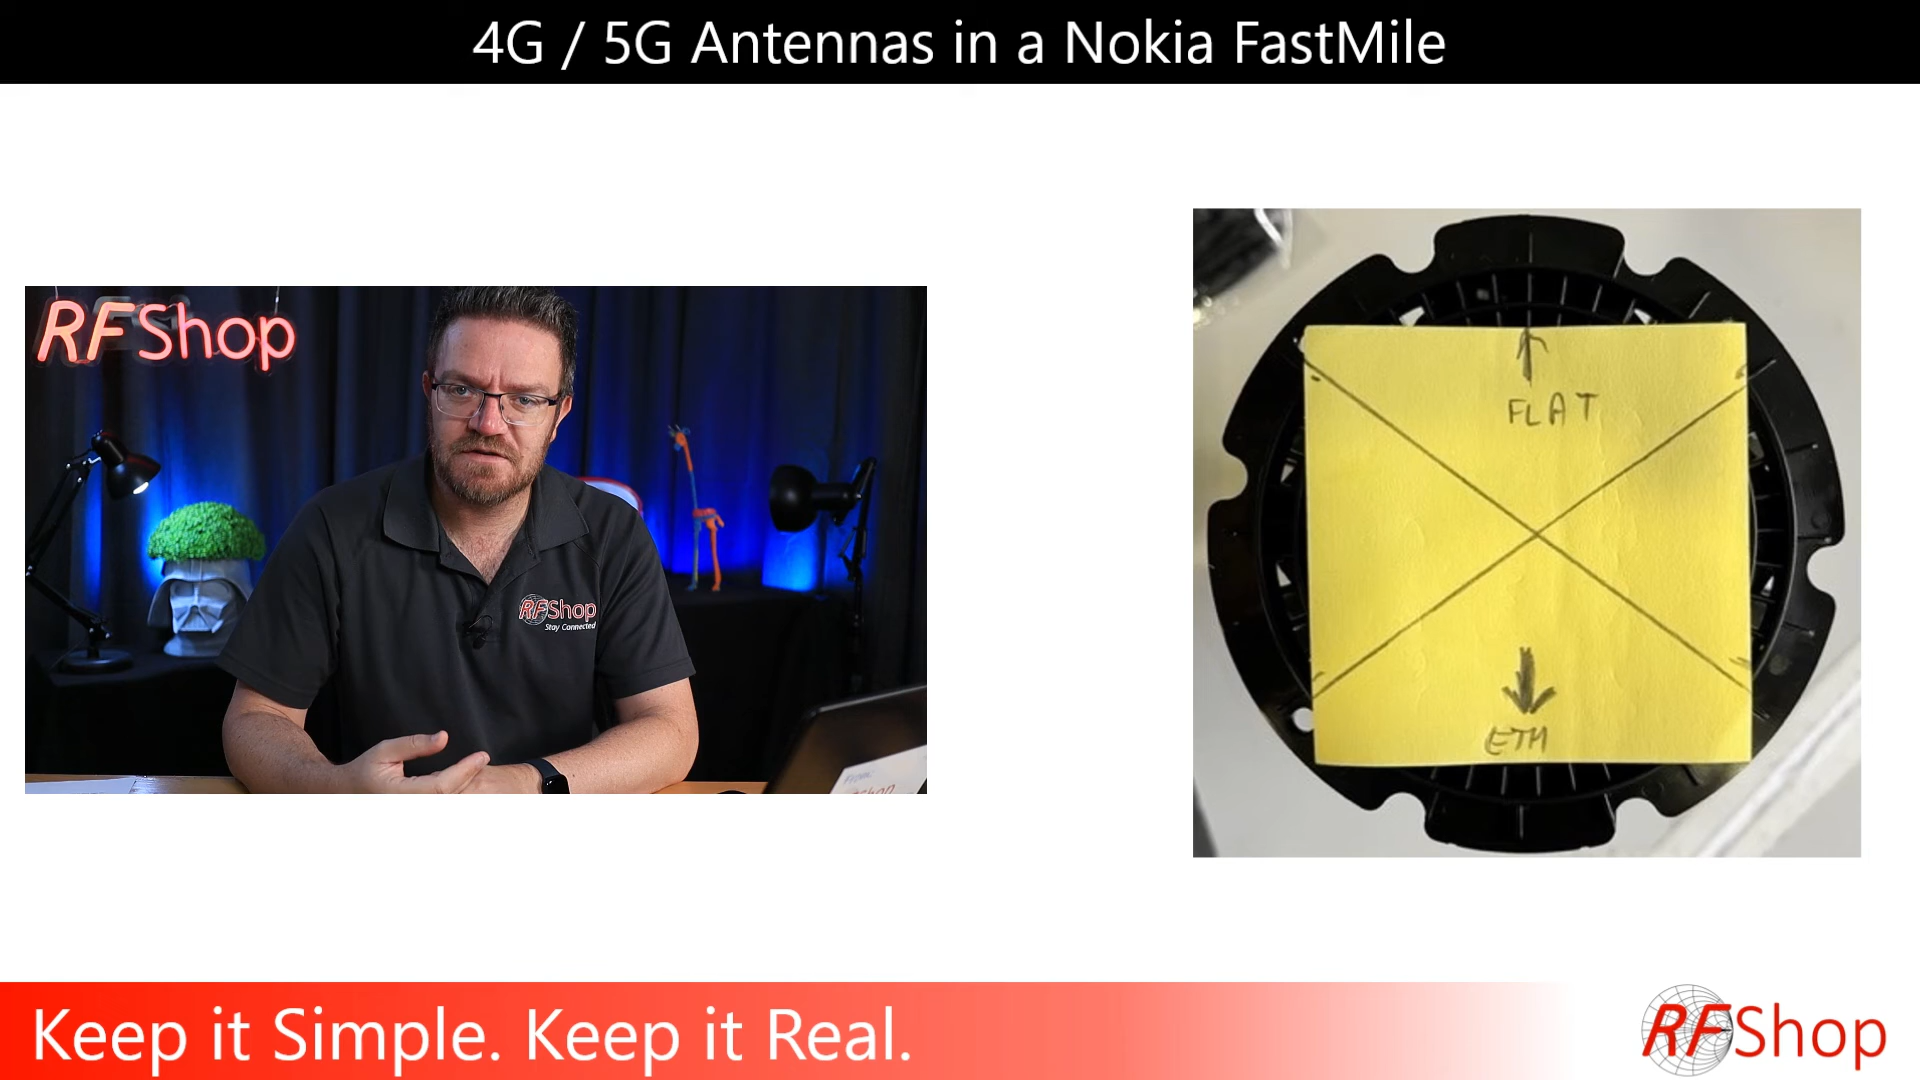 4G / 5G Antennas in a Nokia FastMile
RFShop
RFShop
Stay Connected
FLAT
ETH
Keep it Simple. Keep it Real.
RFShop